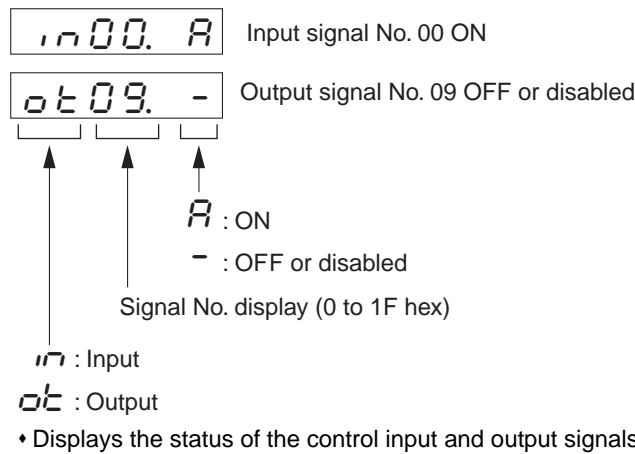 in00. A Input signal No. 00 ON
ot09. - Output signal No. 09 OFF or disabled
A : ON
- : OFF or disabled
Signal No. display (0 to 1F hex)
in : Input
ot : Output
• Displays the status of the control input and output signals